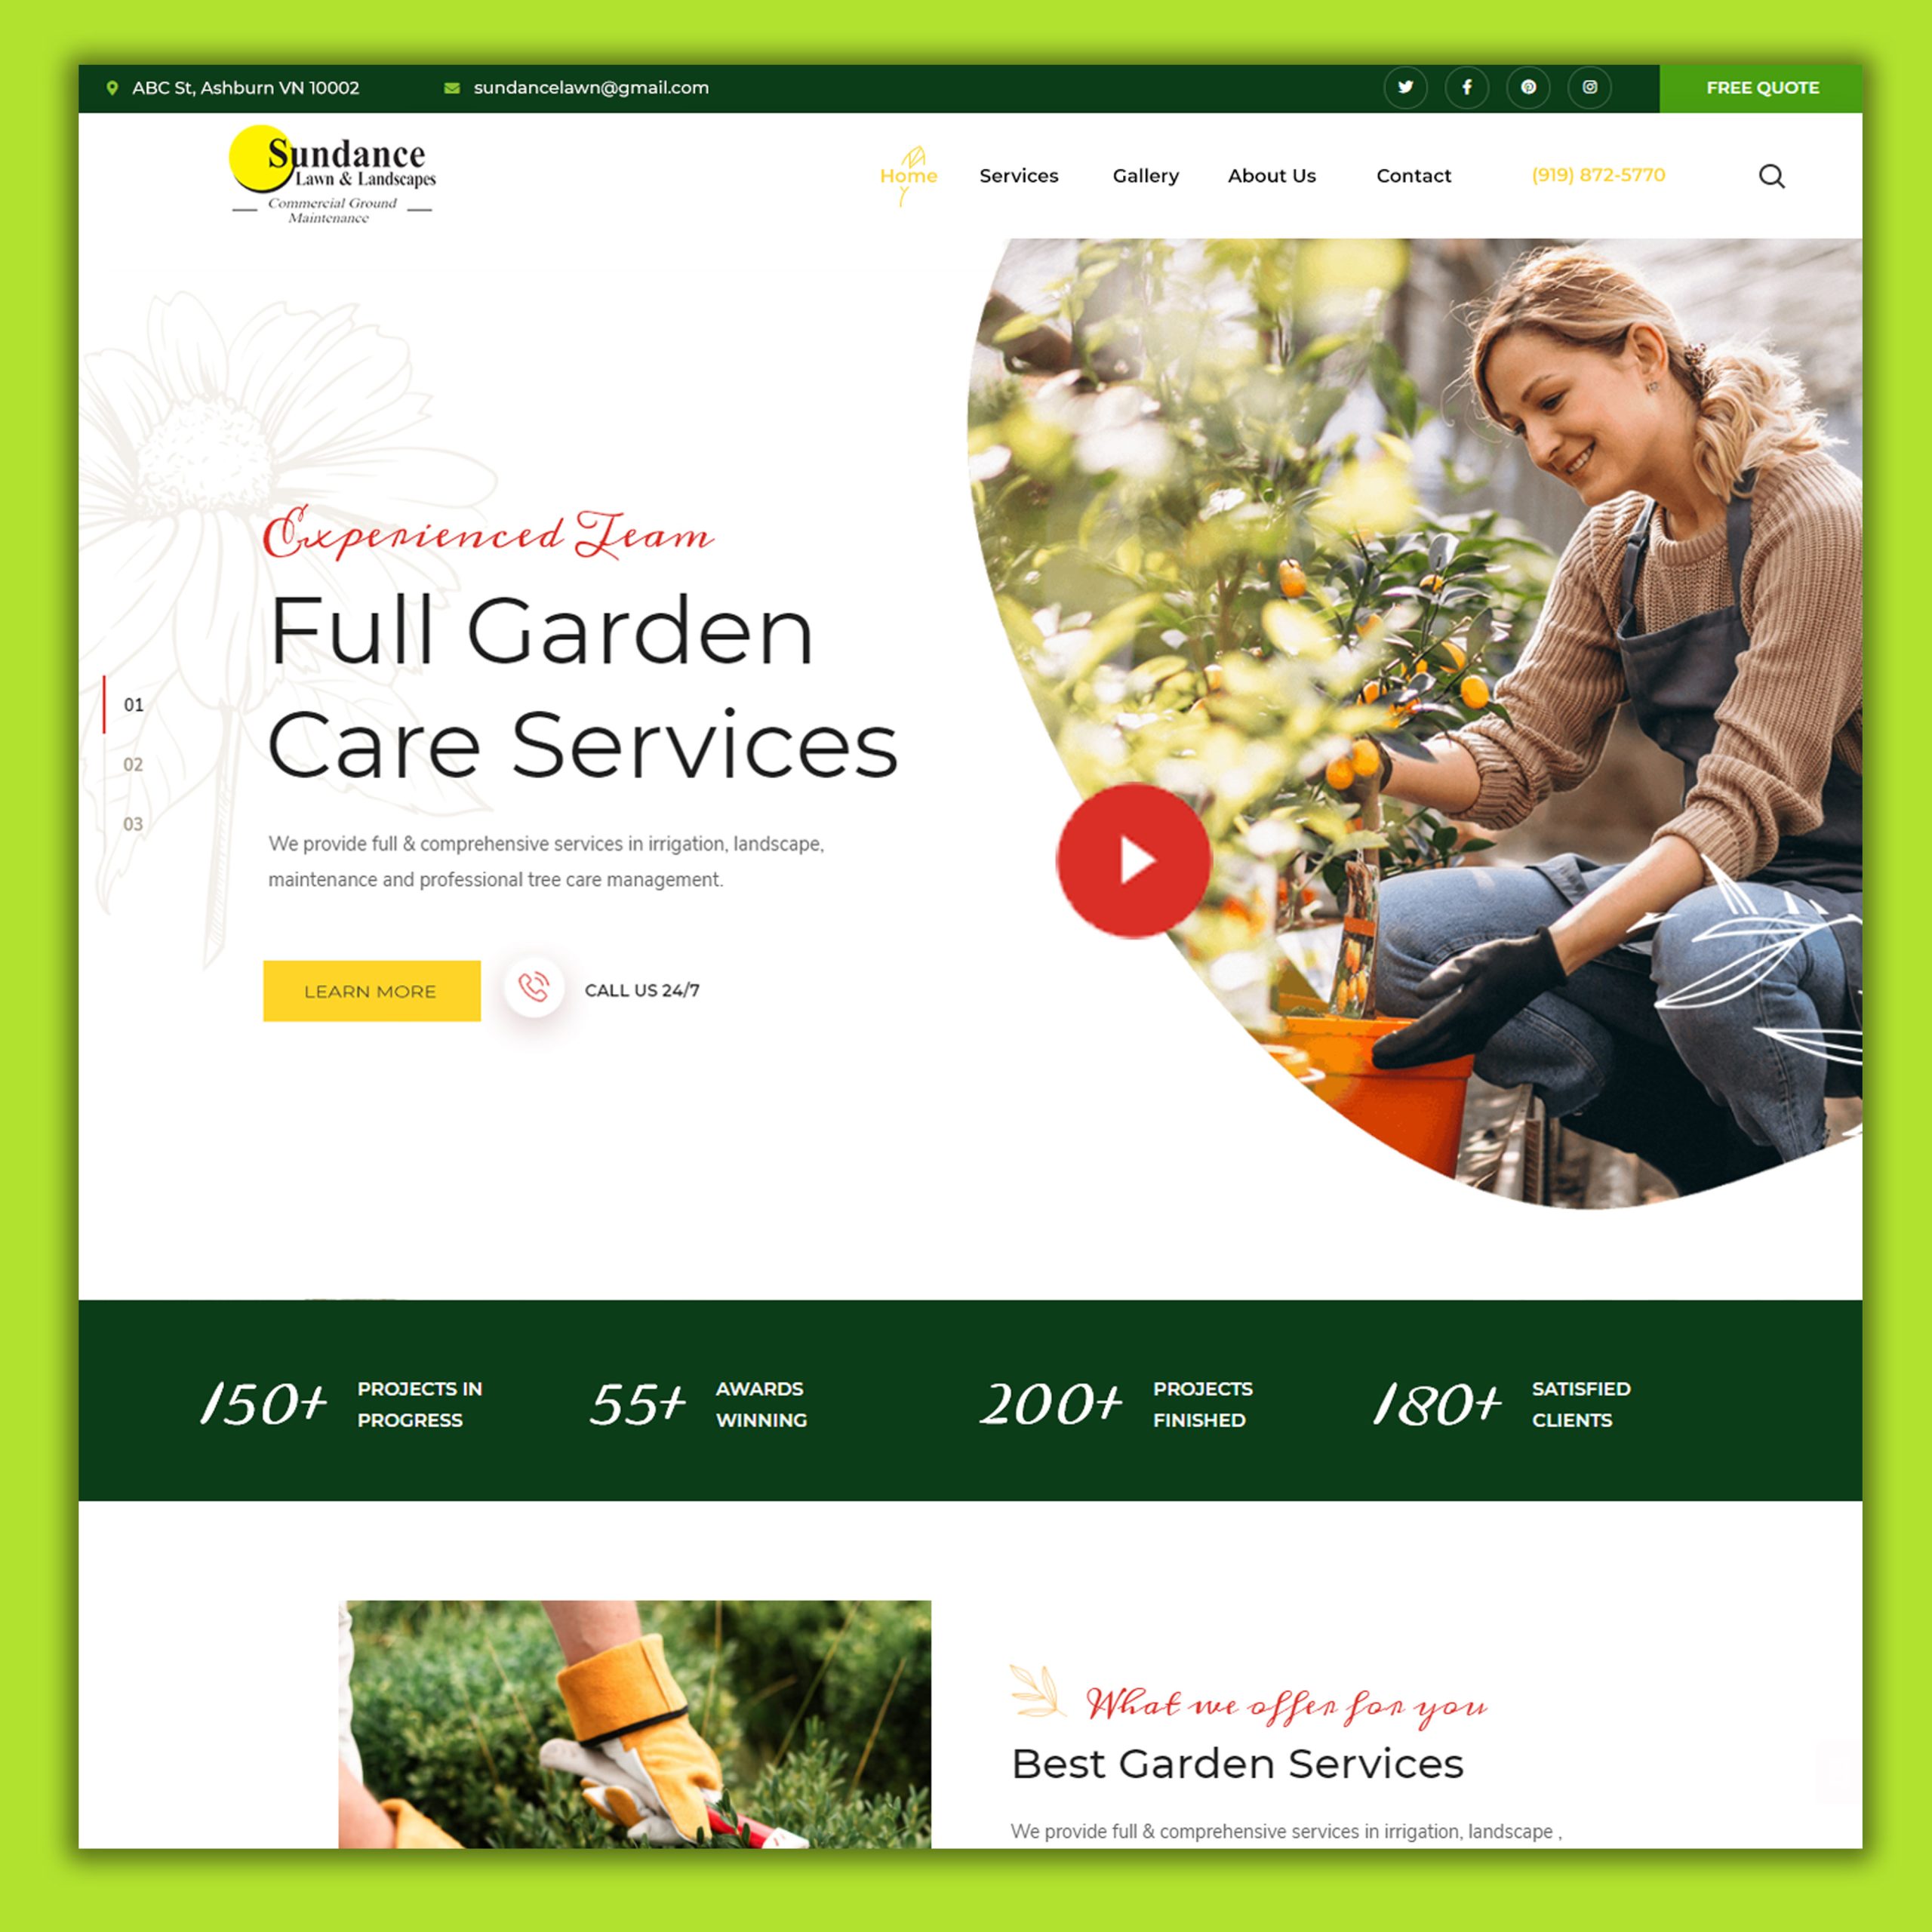 ABC St, Ashburn VN 10002
sundancelawn@gmail.com
FREE QUOTE
Sundance
Lawn & Landscapes
Commercial Ground
Maintenance
Home
Services
Gallery
About Us
Contact
(919) 872-5770
Experienced Team
Full Garden
Care Services
01
02
03
We provide full & comprehensive services in irrigation, landscape,
maintenance and professional tree care management.
LEARN MORE
CALL US 24/7
150+
PROJECTS IN
PROGRESS
55+
AWARDS
WINNING
200+
PROJECTS
FINISHED
180+
SATISFIED
CLIENTS
What we offer for you
Best Garden Services
We provide full & comprehensive services in irrigation, landscape ,